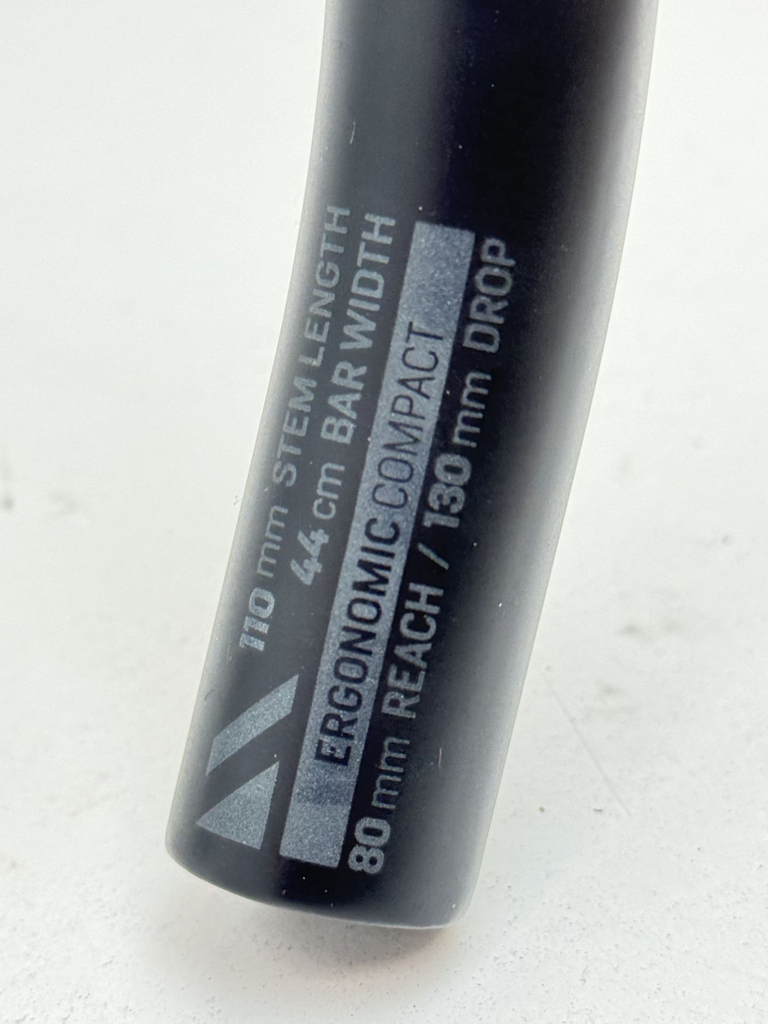 110 mm STEM LENGTH
44 cm BAR WIDTH
ERGONOMIC COMPACT
80 mm REACH / 130 mm DROP